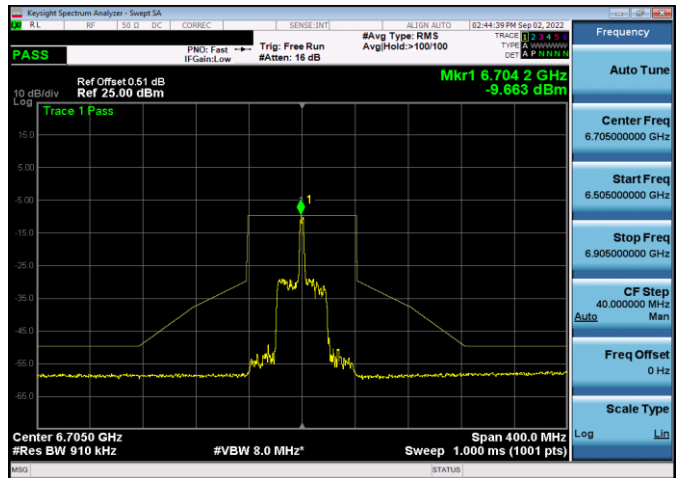 Keysight Spectrum Analyzer - Swept SA
LXI RL RF 50 Ω DC CORREC SENSE:INT ALIGN AUTO 02:44:39 PM Sep 02, 2022
PASS
PNO: Fast
IFGain:Low
Trig: Free Run
#Atten: 16 dB
#Avg Type: RMS
Avg|Hold:>100/100
TRACE 1 2 3 4 5 6
TYPE A WWWWW
DET A P N N N N
Mkr1 6.704 2 GHz
-9.663 dBm
Ref Offset 0.51 dB
Ref 25.00 dBm
10 dB/div
Log
Trace 1 Pass
15.0
5.00
-5.00
-15.0
-25.0
-35.0
-45.0
-55.0
-65.0
1
Center 6.7050 GHz Span 400.0 MHz
#Res BW 910 kHz #VBW 8.0 MHz* Sweep 1.000 ms (1001 pts)
MSG STATUS
Frequency
Auto Tune
Center Freq
6.705000000 GHz
Start Freq
6.505000000 GHz
Stop Freq
6.905000000 GHz
CF Step
40.000000 MHz
Auto Man
Freq Offset
0 Hz
Scale Type
Log Lin